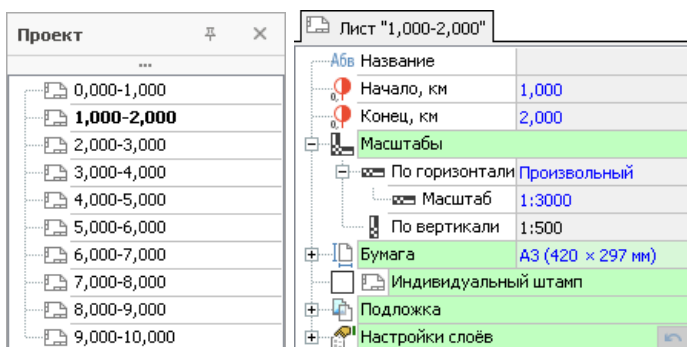 Проект
...
0,000-1,000
1,000-2,000
2,000-3,000
3,000-4,000
4,000-5,000
5,000-6,000
6,000-7,000
7,000-8,000
8,000-9,000
9,000-10,000
Лист "1,000-2,000"
Абв Название
0, Начало, км 1,000
0, Конец, км 2,000
Масштабы
По горизонтали Произвольный
Масштаб 1:3000
По вертикали 1:500
Бумага А3 (420 × 297 мм)
Индивидуальный штамп
Подложка
Настройки слоёв